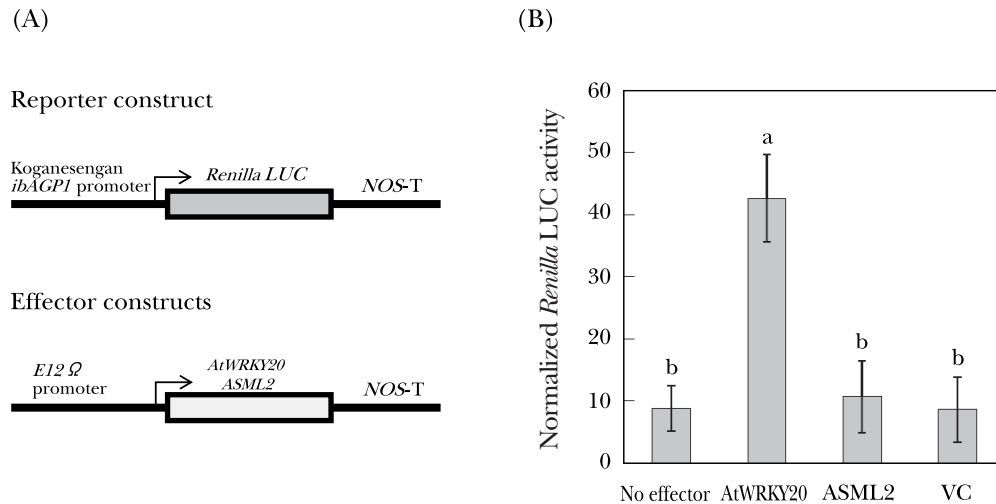 (A)
Reporter construct
Koganesengan
ibAGP1 promoter
Renilla LUC
NOS-T
Effector constructs
E12 Ω
promoter
AtWRKY20
ASML2
NOS-T
(B)
Normalized Renilla LUC activity
60
50
40
30
20
10
0
b
a
b
b
No effector
AtWRKY20
ASML2
VC